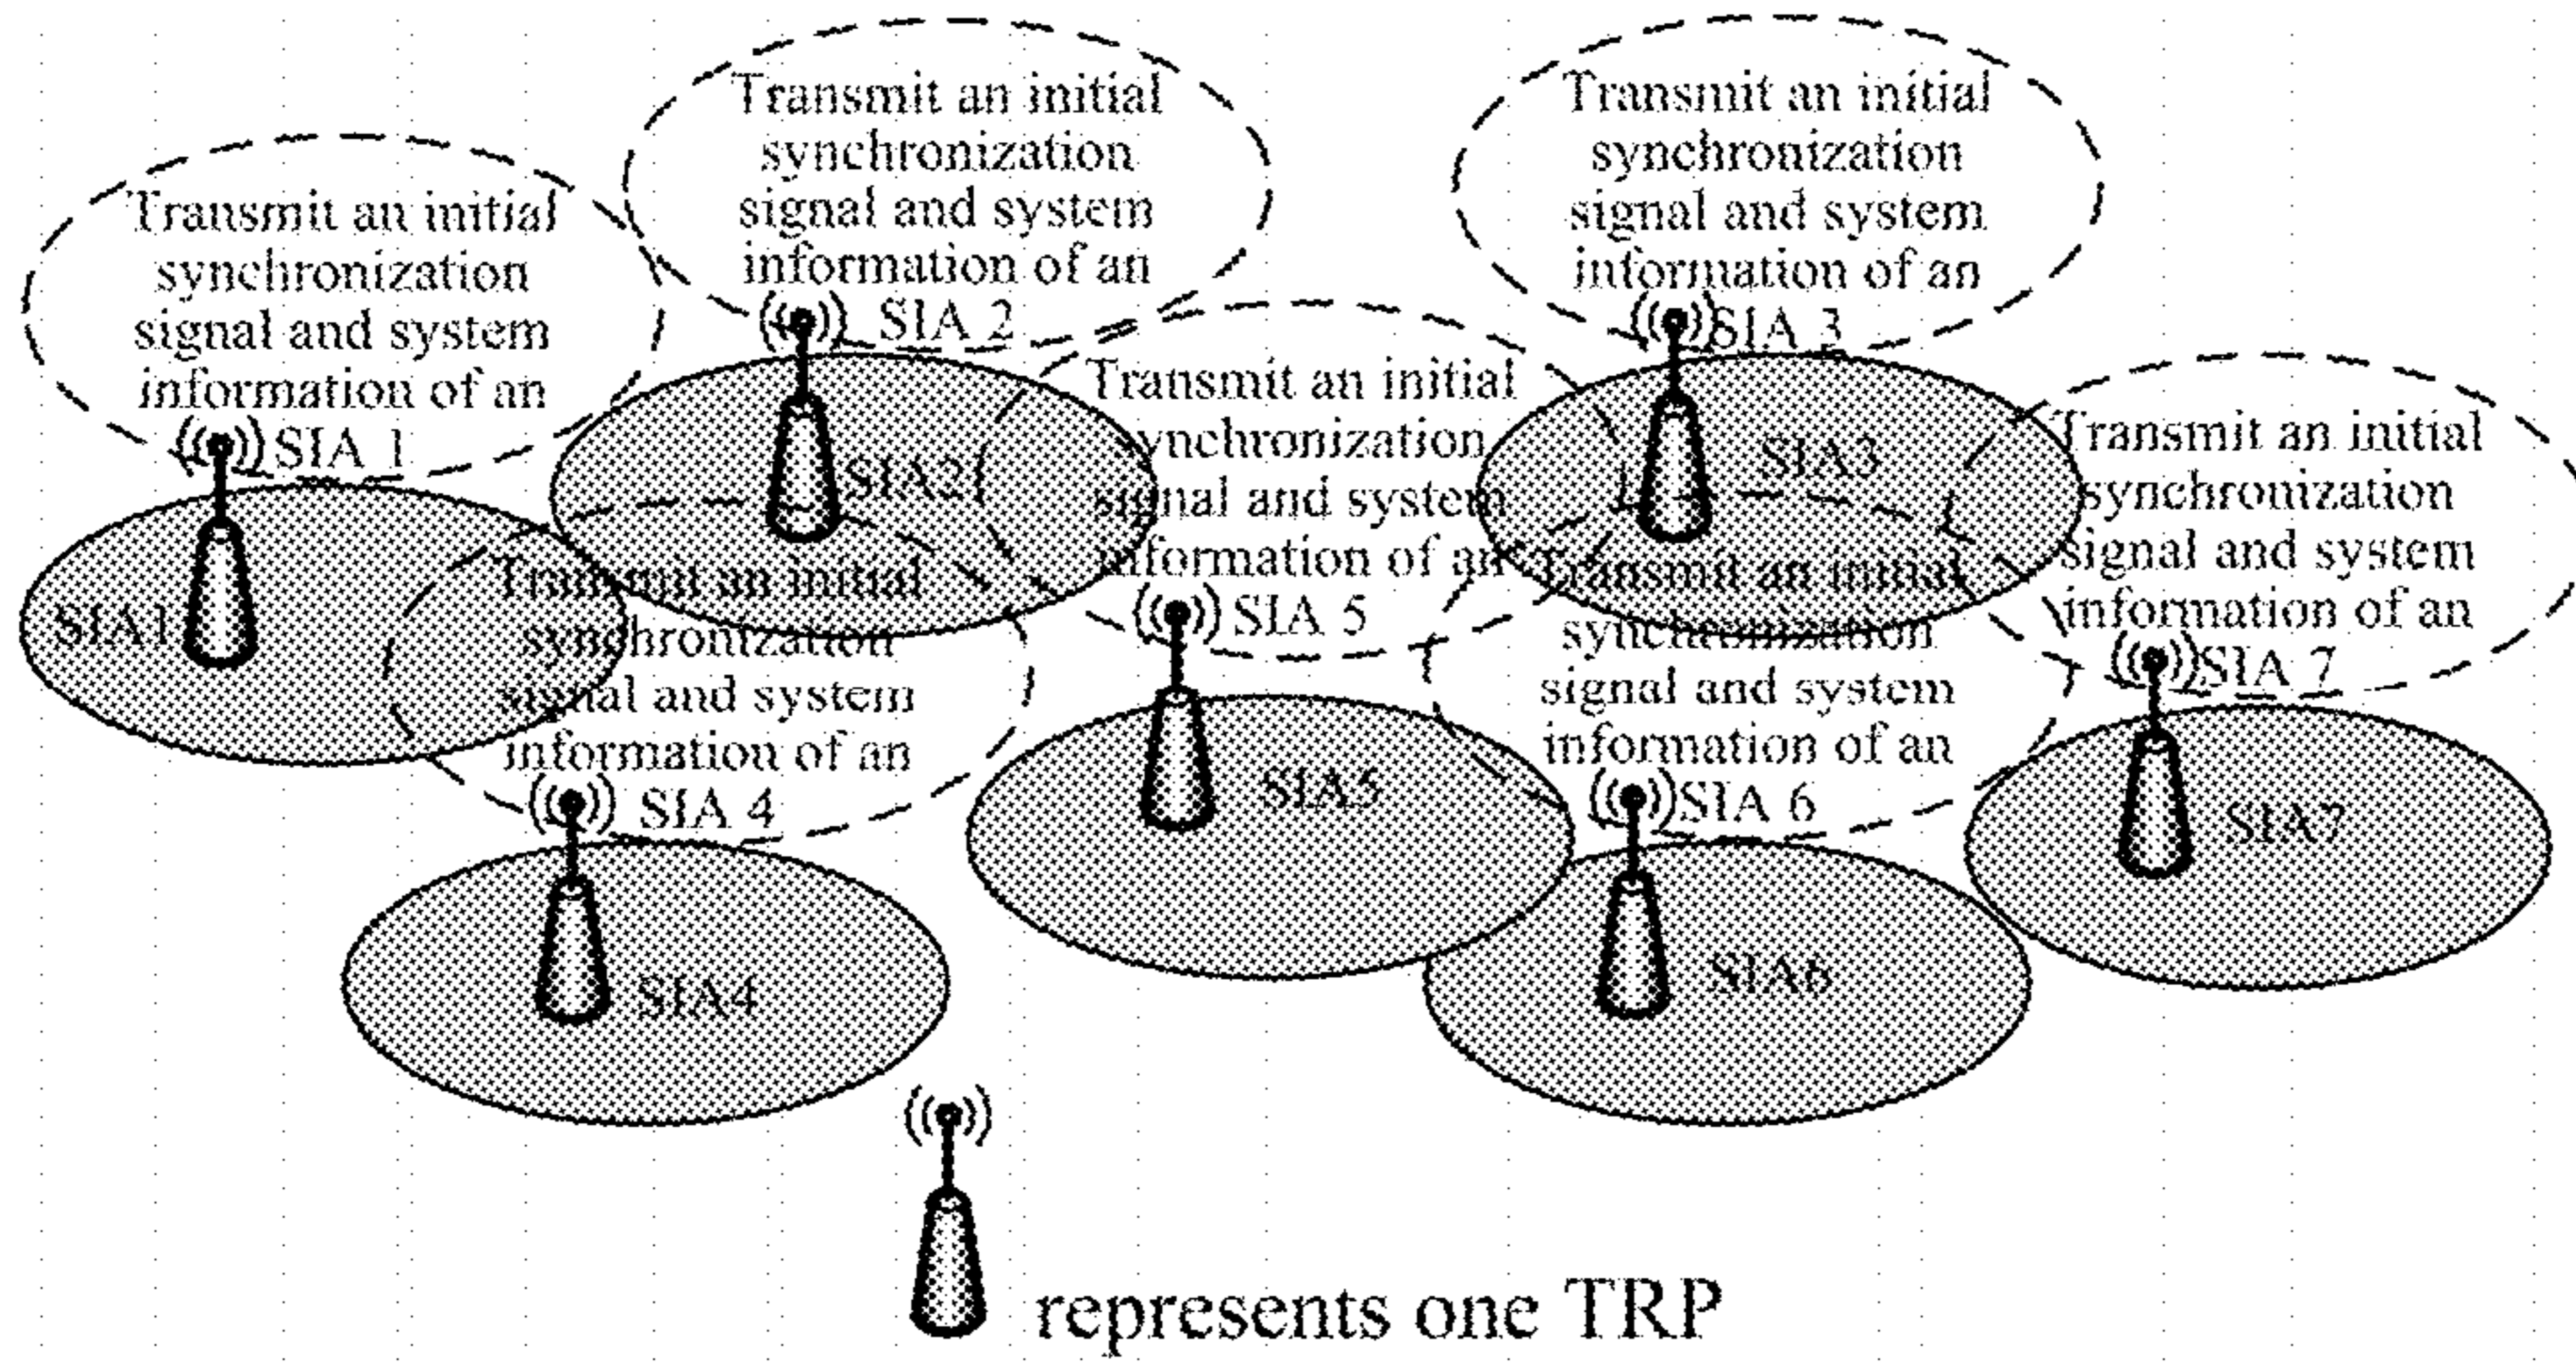 Transmit an initial
synchronization
signal and system
information of an
SIA 1
Transmit an initial
synchronization
signal and system
information of an
SIA 2
Transmit an initial
synchronization
signal and system
information of an
SIA 3
SIA1
SIA2
SIA3
Transmit an initial
synchronization
signal and system
information of an
SIA 4
Transmit an initial
synchronization
signal and system
information of an
SIA 5
Transmit an initial
synchronization
signal and system
information of an
SIA 6
Transmit an initial
synchronization
signal and system
information of an
SIA 7
SIA4
SIA5
SIA6
SIA7
represents one TRP